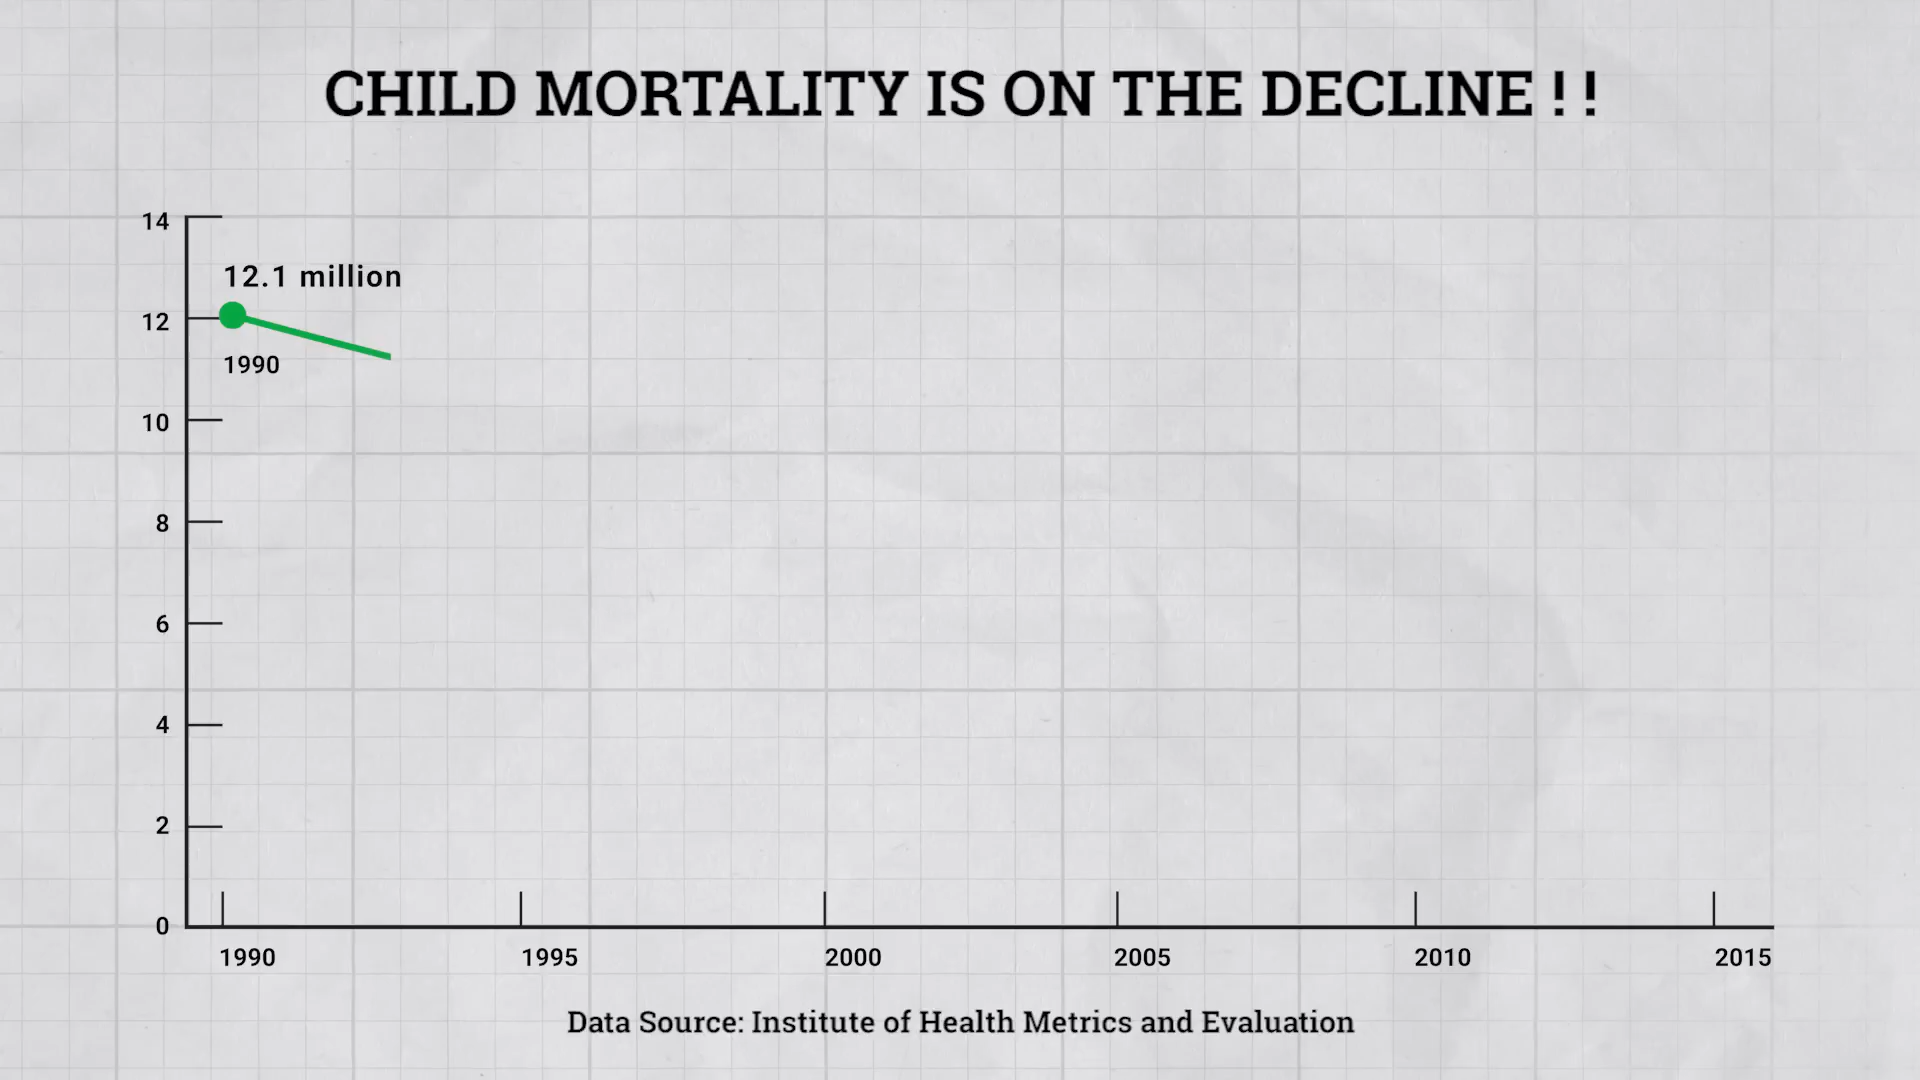 CHILD MORTALITY IS ON THE DECLINE ! !
14
12.1 million
12
1990
10
8
6
4
2
0
1990 1995 2000 2005 2010 2015
Data Source: Institute of Health Metrics and Evaluation